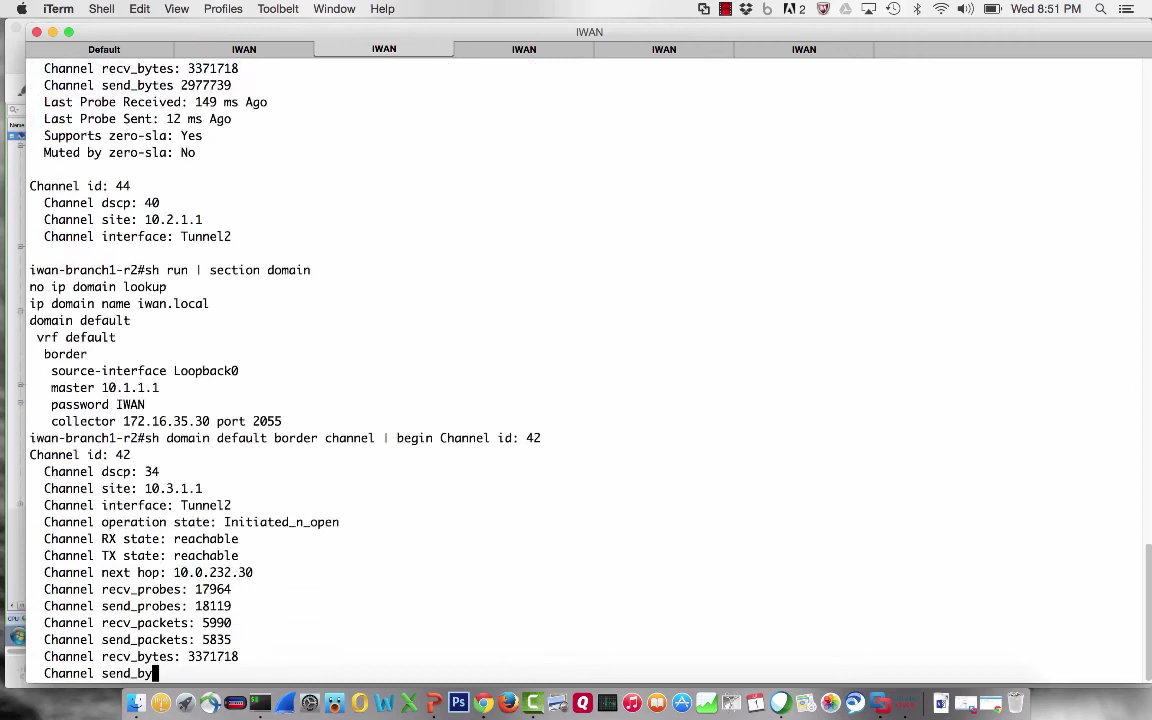 iTerm Shell Edit View Profiles Toolbelt Window Help 2 Wed 8:51 PM
IWAN
Default IWAN IWAN IWAN IWAN IWAN
Channel recv_bytes: 3371718
Channel send_bytes 2977739
Last Probe Received: 149 ms Ago
Last Probe Sent: 12 ms Ago
Supports zero-sla: Yes
Muted by zero-sla: No
Channel id: 44
Channel dscp: 40
Channel site: 10.2.1.1
Channel interface: Tunnel2
iwan-branch1-r2#sh run | section domain
no ip domain lookup
ip domain name iwan.local
domain default
vrf default
border
source-interface Loopback0
master 10.1.1.1
password IWAN
collector 172.16.35.30 port 2055
iwan-branch1-r2#sh domain default border channel | begin Channel id: 42
Channel id: 42
Channel dscp: 34
Channel site: 10.3.1.1
Channel interface: Tunnel2
Channel operation state: Initiated_n_open
Channel RX state: reachable
Channel TX state: reachable
Channel next hop: 10.0.232.30
Channel recv_probes: 17964
Channel send_probes: 18119
Channel recv_packets: 5990
Channel send_packets: 5835
Channel recv_bytes: 3371718
Channel send_by